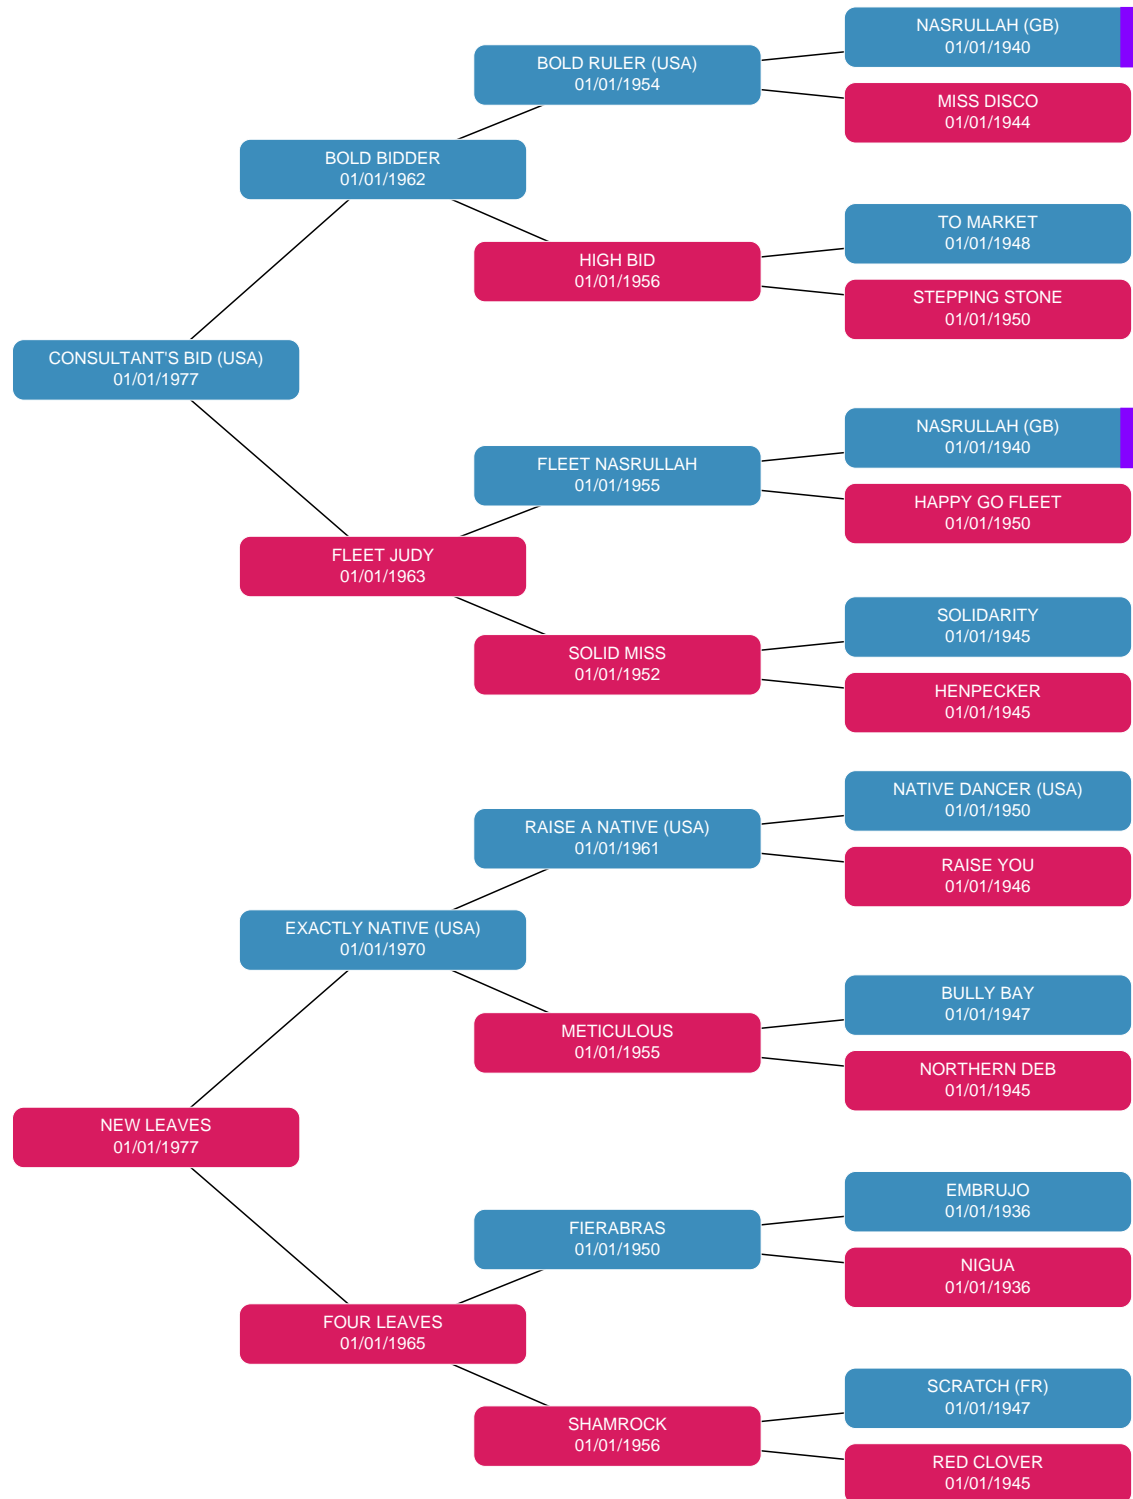 NASRULLAH (GB)
01/01/1940
BOLD RULER (USA)
01/01/1954
MISS DISCO
01/01/1944
BOLD BIDDER
01/01/1962
TO MARKET
01/01/1948
HIGH BID
01/01/1956
STEPPING STONE
01/01/1950
CONSULTANT'S BID (USA)
01/01/1977
NASRULLAH (GB)
01/01/1940
FLEET NASRULLAH
01/01/1955
HAPPY GO FLEET
01/01/1950
FLEET JUDY
01/01/1963
SOLIDARITY
01/01/1945
SOLID MISS
01/01/1952
HENPECKER
01/01/1945
NATIVE DANCER (USA)
01/01/1950
RAISE A NATIVE (USA)
01/01/1961
RAISE YOU
01/01/1946
EXACTLY NATIVE (USA)
01/01/1970
BULLY BAY
01/01/1947
METICULOUS
01/01/1955
NORTHERN DEB
01/01/1945
NEW LEAVES
01/01/1977
EMBRUJO
01/01/1936
FIERABRAS
01/01/1950
NIGUA
01/01/1936
FOUR LEAVES
01/01/1965
SCRATCH (FR)
01/01/1947
SHAMROCK
01/01/1956
RED CLOVER
01/01/1945